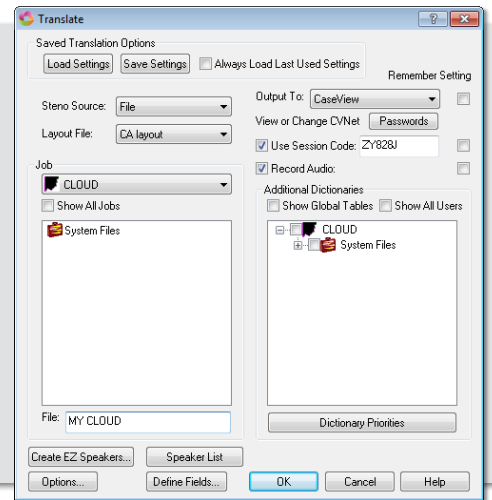 Translate
Saved Translation Options
Load Settings Save Settings Always Load Last Used Settings
Remember Setting
Steno Source: File
Output To: CaseView
Layout File: CA layout
View or Change CVNet Passwords
Use Session Code: ZY828J
Record Audio:
Job
CLOUD
Show All Jobs
System Files
File: MY CLOUD
Additional Dictionaries
Show Global Tables Show All Users
CLOUD
System Files
Dictionary Priorities
Create EZ Speakers... Speaker List
Options... Define Fields... OK Cancel Help